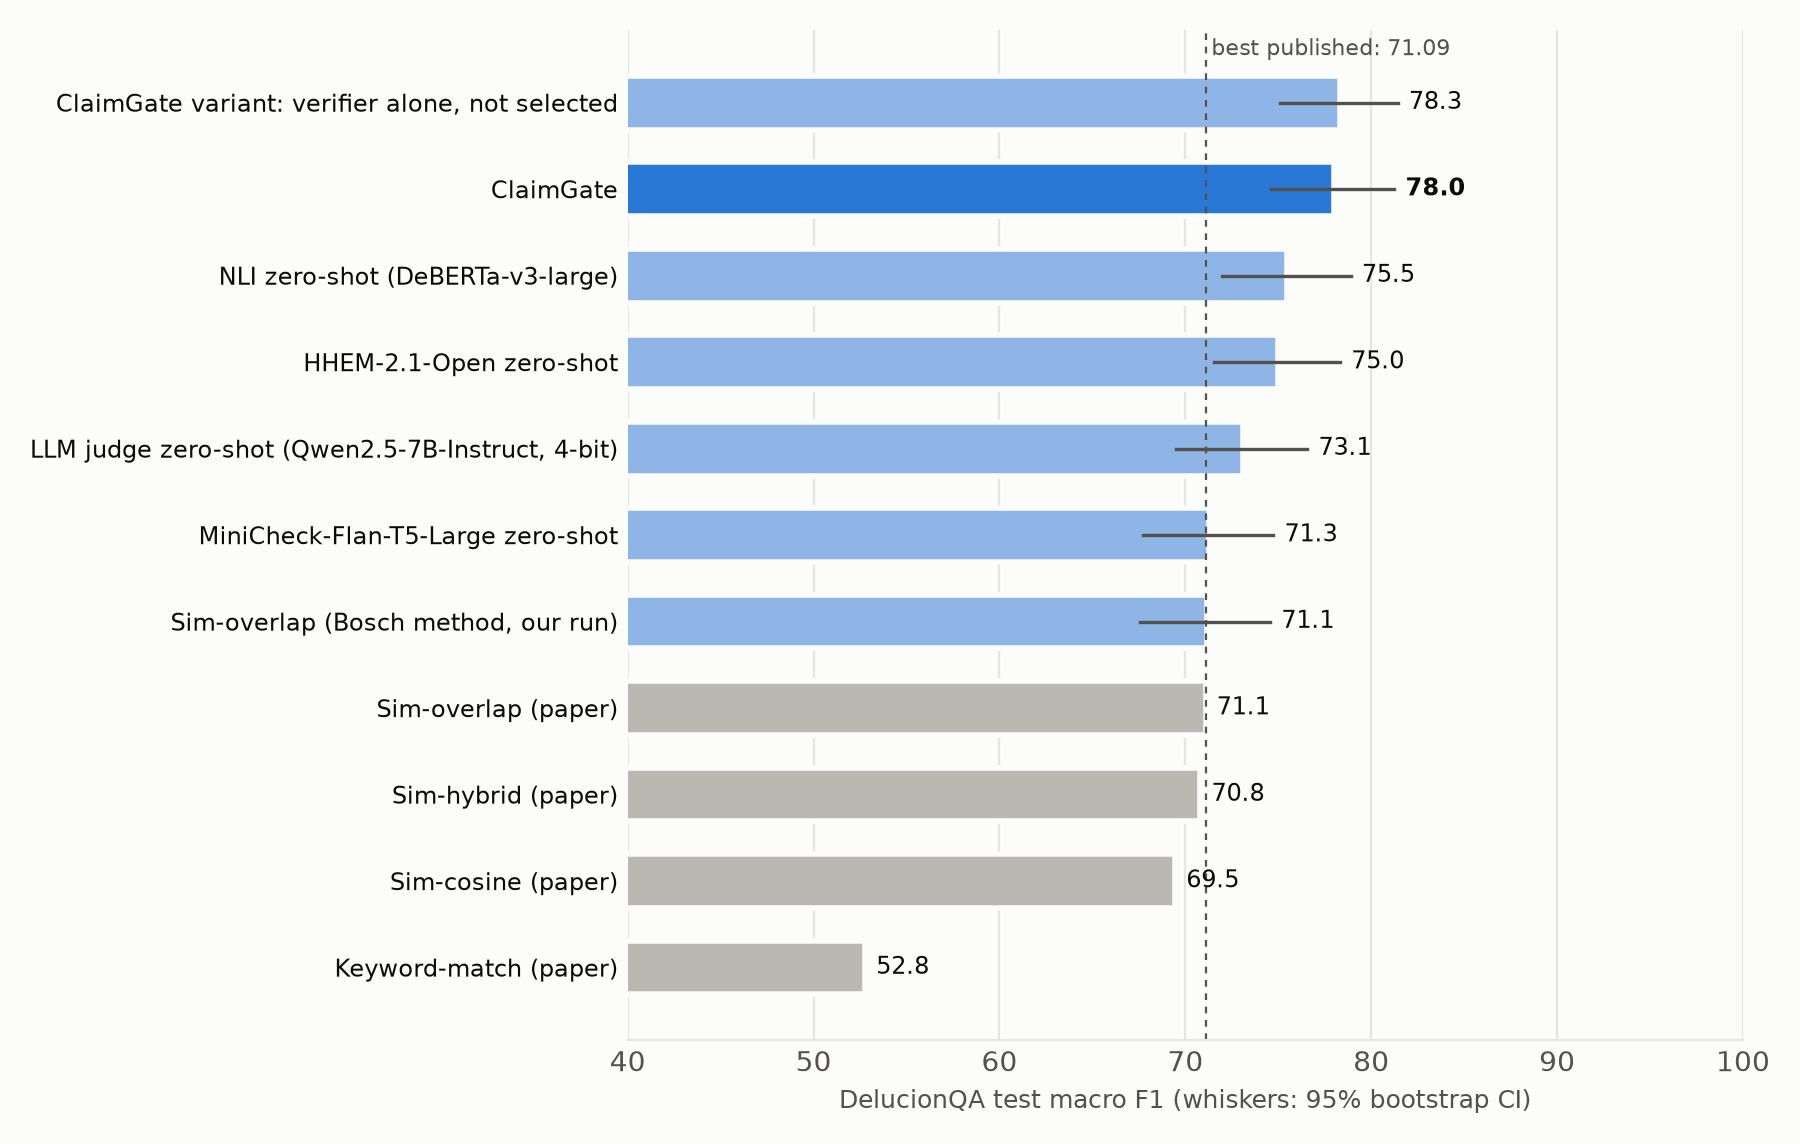 best published: 71.09
ClaimGate variant: verifier alone, not selected 78.3
ClaimGate 78.0
NLI zero-shot (DeBERTa-v3-large) 75.5
HHEM-2.1-Open zero-shot 75.0
LLM judge zero-shot (Qwen2.5-7B-Instruct, 4-bit) 73.1
MiniCheck-Flan-T5-Large zero-shot 71.3
Sim-overlap (Bosch method, our run) 71.1
Sim-overlap (paper) 71.1
Sim-hybrid (paper) 70.8
Sim-cosine (paper) 69.5
Keyword-match (paper) 52.8
40 50 60 70 80 90 100
DelucionQA test macro F1 (whiskers: 95% bootstrap CI)